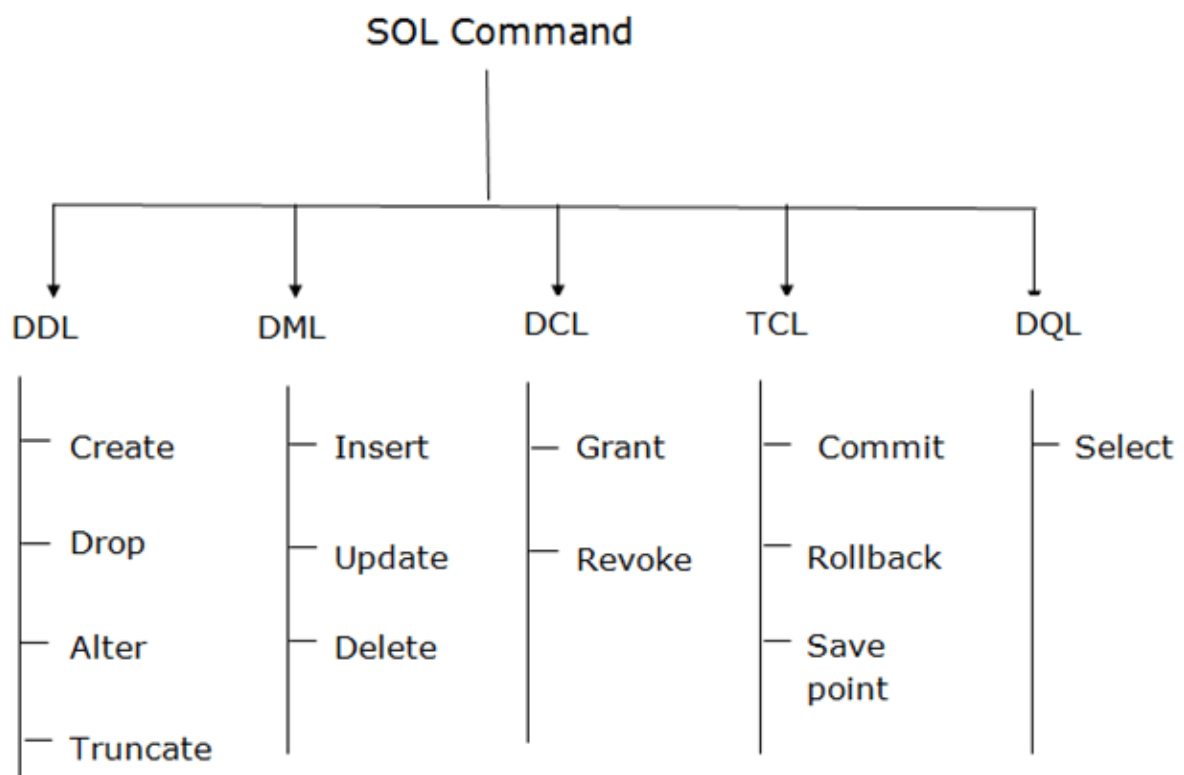 SOL Command
DDL
DML
DCL
TCL
DQL
Create
Drop
Alter
Truncate
Insert
Update
Delete
Grant
Revoke
Commit
Rollback
Save
point
Select